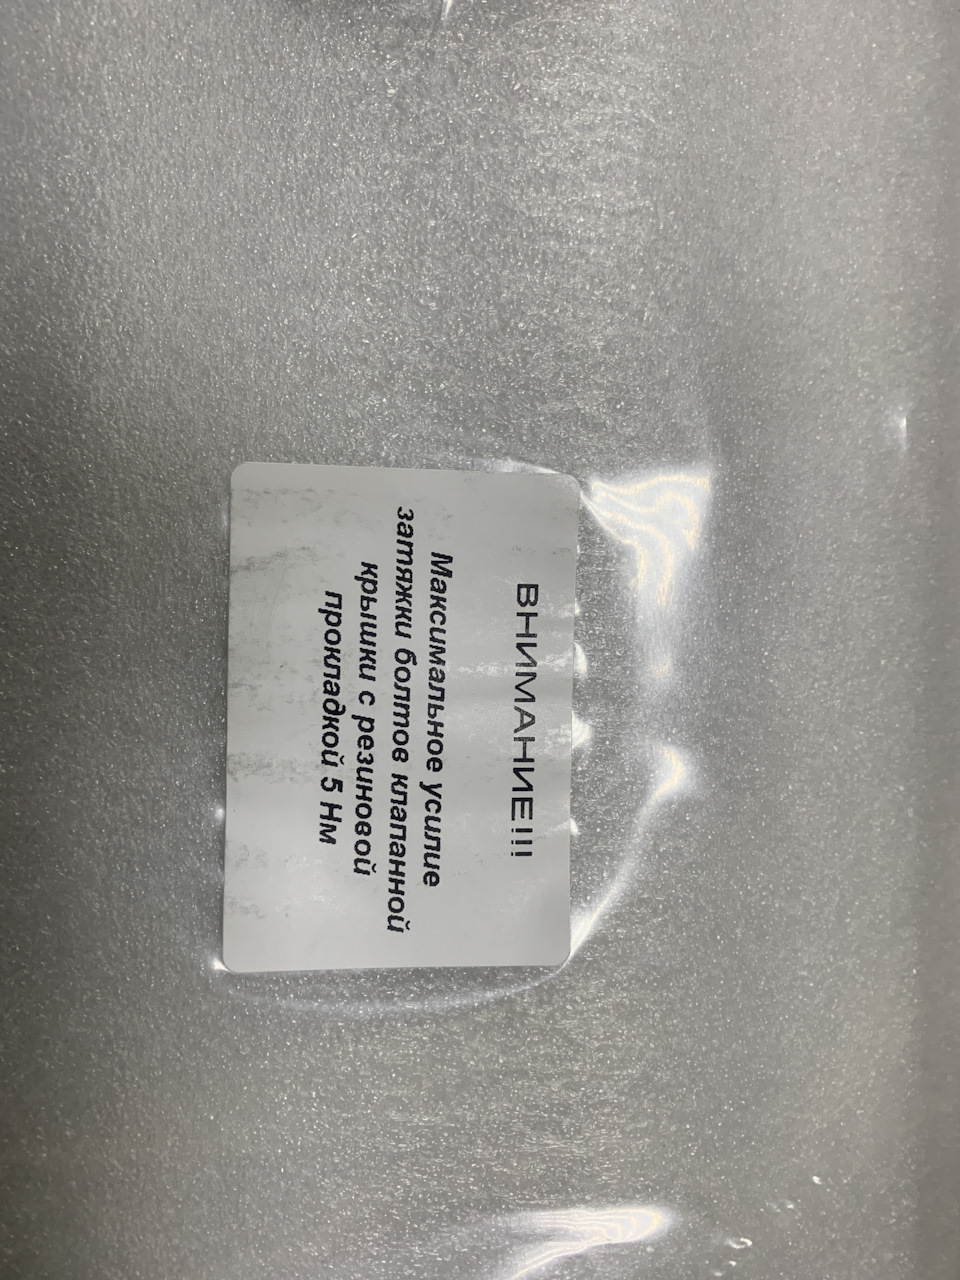 ВНИМАНИЕ!!!
Максимальное усилие
затяжки болтов клапанной
крышки с резиновой
прокладкой 5 Нм